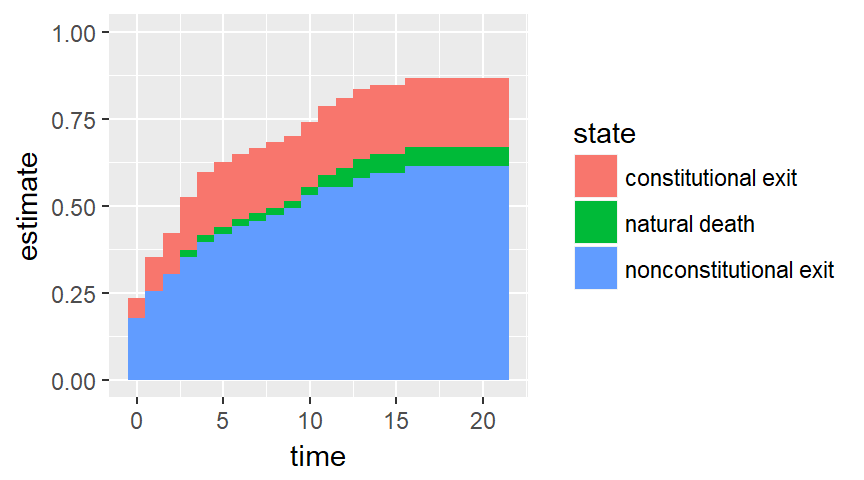 1.00
0.75
0.50
0.25
0.00
estimate
0 5 10 15 20
time
state
constitutional exit
natural death
nonconstitutional exit